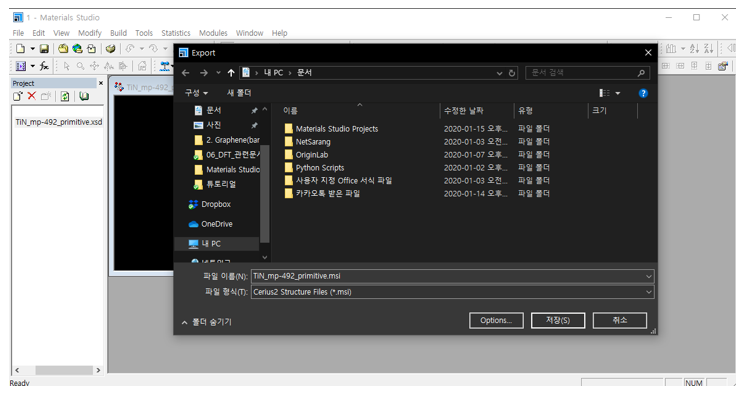 1 - Materials Studio
File Edit View Modify Build Tools Statistics Modules Window Help
Project
TiN_mp-492_primitive.xsd
TiN_mp-492_
Export
내 PC › 문서
문서 검색
구성 새 폴더
문서
사진
2. Graphene(bar
06_DFT_관련문
Materials Studio
튜토리얼
Dropbox
OneDrive
내 PC
이름 수정한 날짜 유형 크기
Materials Studio Projects 2020-01-15 오후... 파일 폴더
NetSarang 2020-01-03 오전... 파일 폴더
OriginLab 2020-01-07 오후... 파일 폴더
Python Scripts 2020-01-02 오후... 파일 폴더
사용자 지정 Office 서식 파일 2020-01-03 오전... 파일 폴더
카카오톡 받은 파일 2020-01-14 오후... 파일 폴더
파일 이름(N): TiN_mp-492_primitive.msi
파일 형식(T): Cerius2 Structure Files (*.msi)
폴더 숨기기
Options... 저장(S) 취소
Ready
NUM